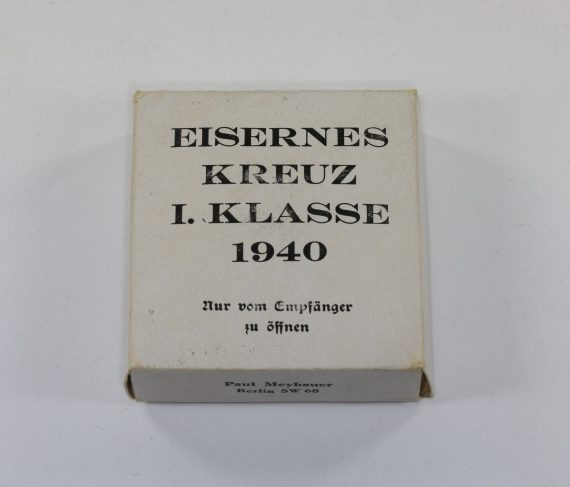 EISERNES
KREUZ
I. KLASSE
1940
Nur vom Empfänger
zu öffnen
Paul Meybauer
Berlin SW 68